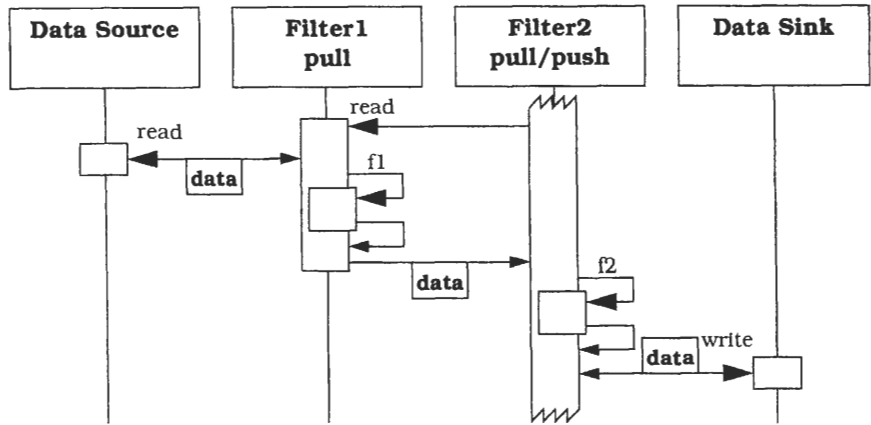 Data Source
Filter1
pull
Filter2
pull/push
Data Sink
read
read
data
f1
data
f2
write
data